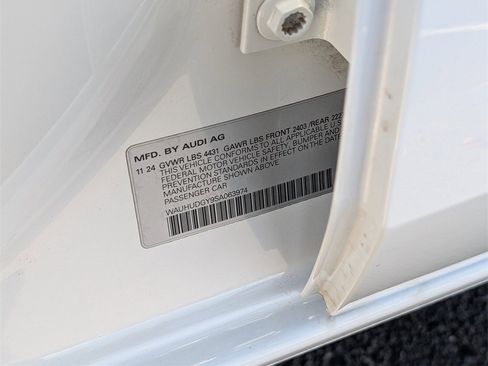 MFD. BY AUDI AG
11 24 GVWR LBS 4431 GAWR LBS FRONT 2403 /REAR 222
THIS VEHICLE CONFORMS TO ALL APPLICABLE U.S
FEDERAL MOTOR VEHICLE SAFETY, BUMPER AND
PREVENTION STANDARDS IN EFFECT ON THE DATE
MANUFACTURE SHOWN ABOVE
PASSENGER CAR
WAUHUDGY9SA063974